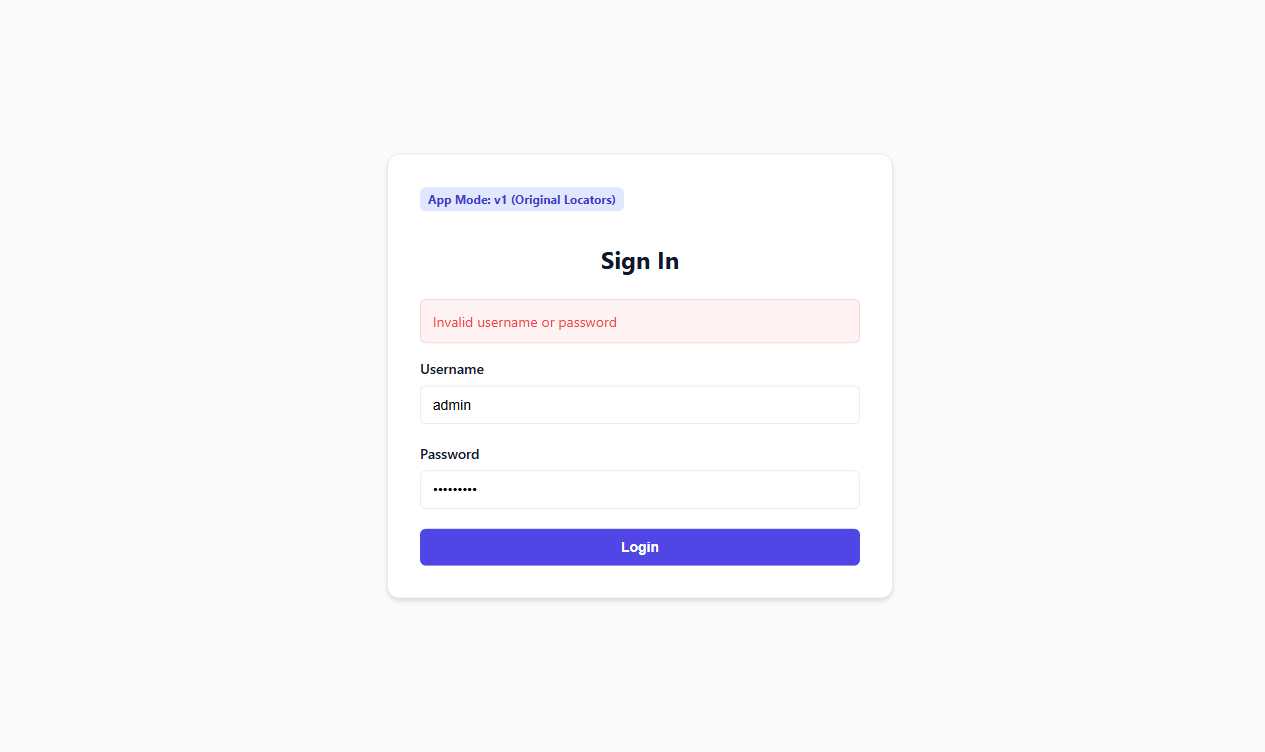 App Mode: v1 (Original Locators)
Sign In
Invalid username or password
Username
admin
Password
•••••••••
Login